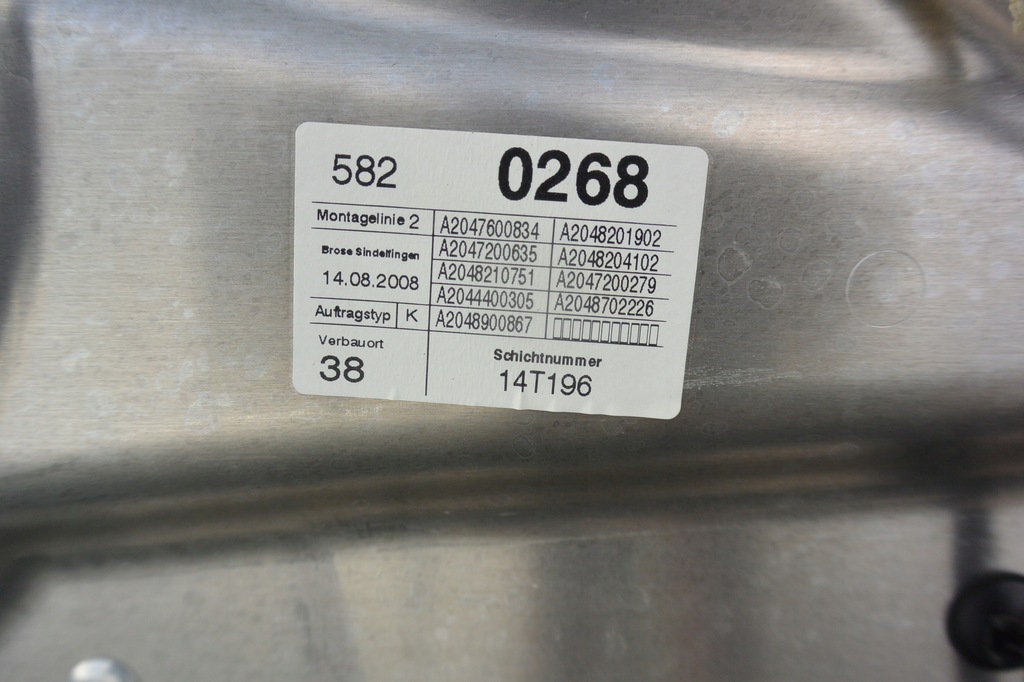 582 0268
Montagelinie 2 A2047600834 A2048201902
Brose Sindelfingen A2047200635 A2048204102
14.08.2008 A2048210751 A2047200279
A2044400305 A2048702226
Auftragstyp K A2048900867
Verbauort Schichtnummer
38 14T196